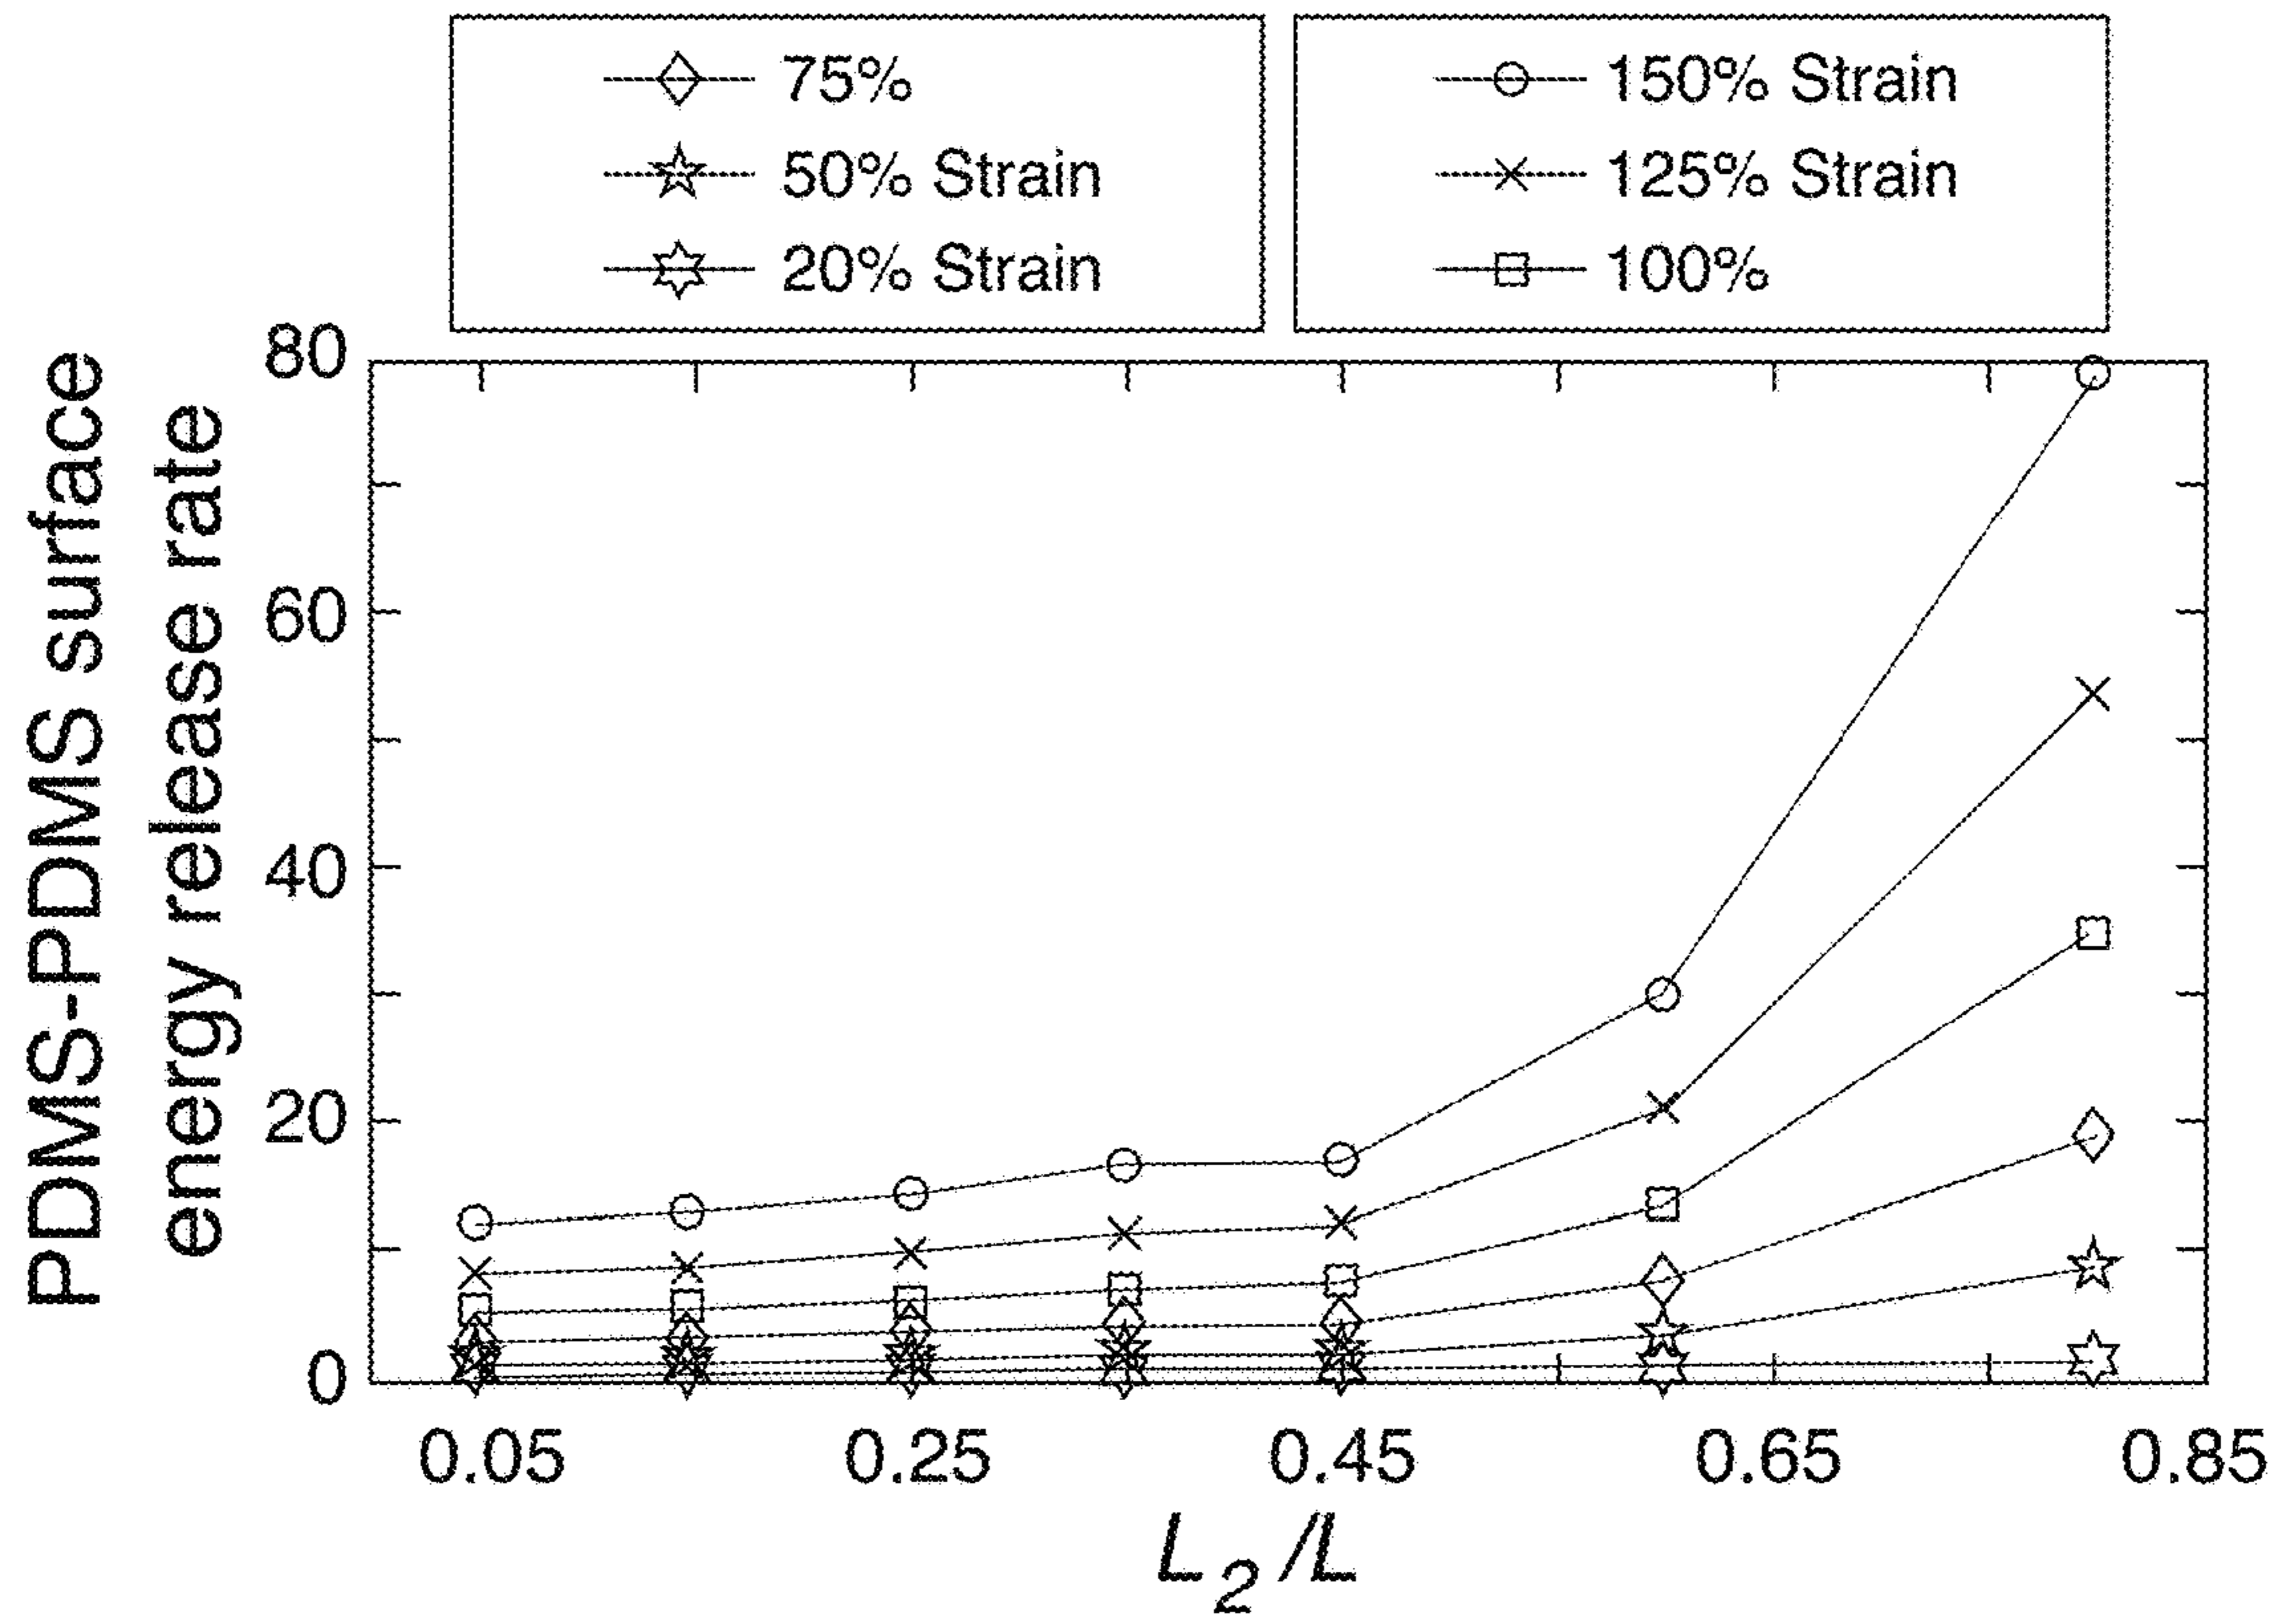 75%
50% Strain
20% Strain
150% Strain
125% Strain
100%
PDMS-PDMS surface
energy release rate
80
60
40
20
0
0.05 0.25 0.45 0.65 0.85
L2/L